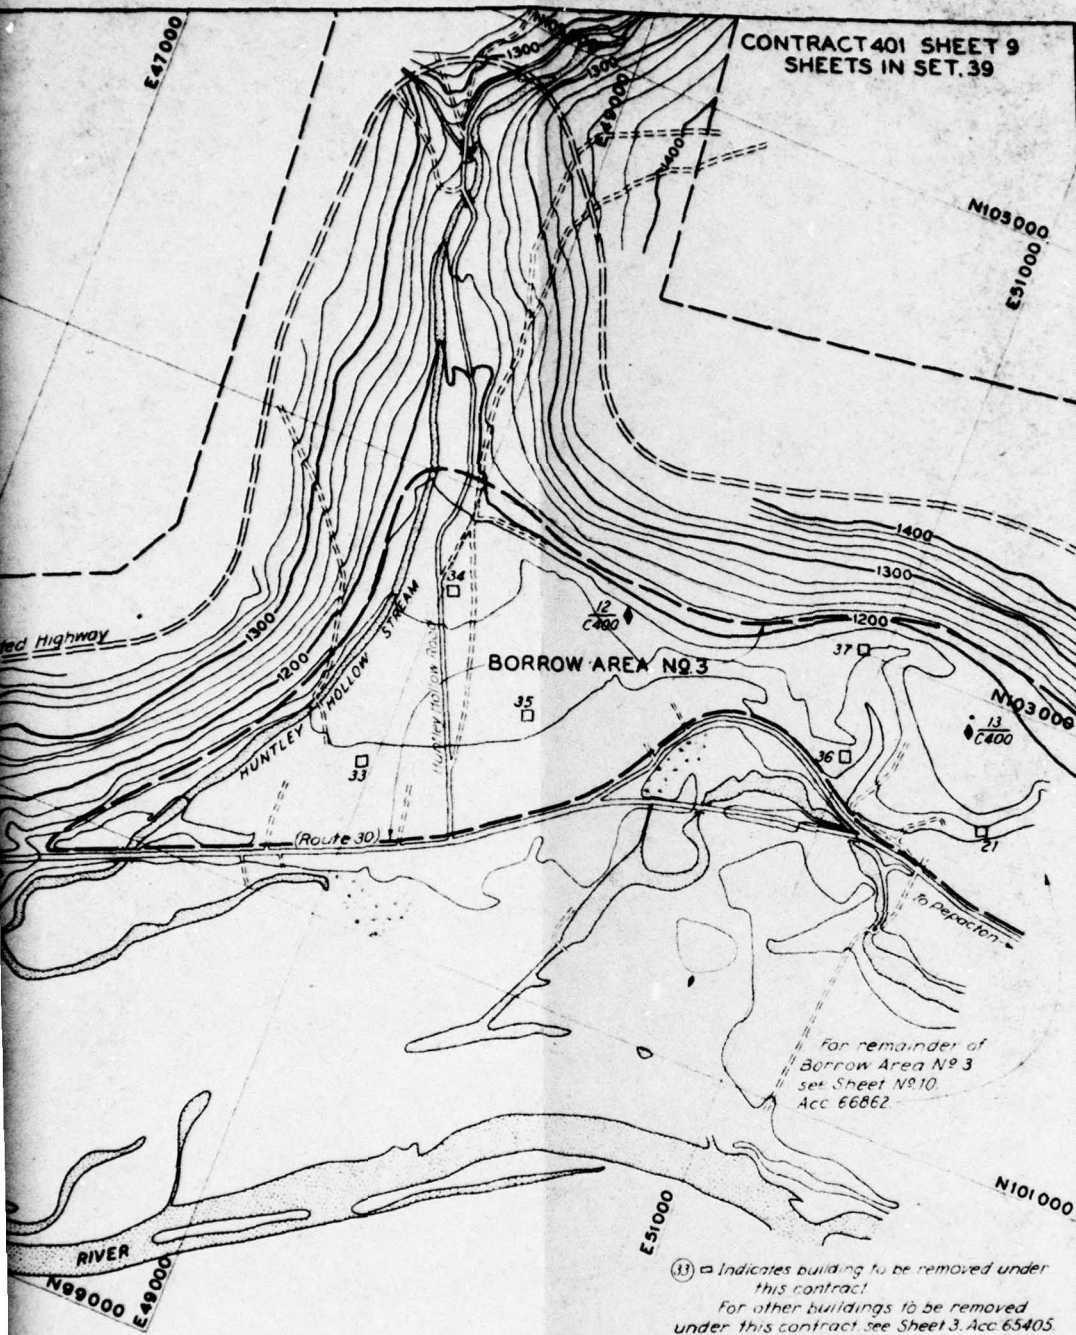 CONTRACT 401 SHEET 9
SHEETS IN SET. 39
E47000
1300
1300
E49000
1400
N105000
E51000
1400
1300
1200
ted Highway
1300
1200
34
HUNTLEY HOLLOW STREAM
Huntley Hollow Road
12
C400
BORROW AREA Nº 3
37
N103000
35
13
C400
33
36
(Route 30)
21
To Pepacton
For remainder of
Borrow Area Nº 3
see Sheet Nº 10.
Acc 66862.
N101000
E51000
RIVER
N99000
E49000
33 Indicates building to be removed under
this contract
For other buildings to be removed
under this contract see Sheet 3. Acc 65405.